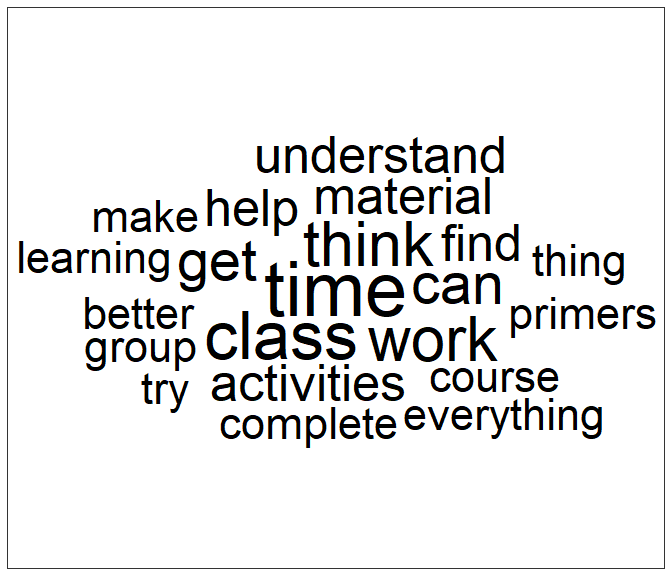 understand
make help material
learning get think find thing
time can
better class work primers
group
try activities course
complete everything